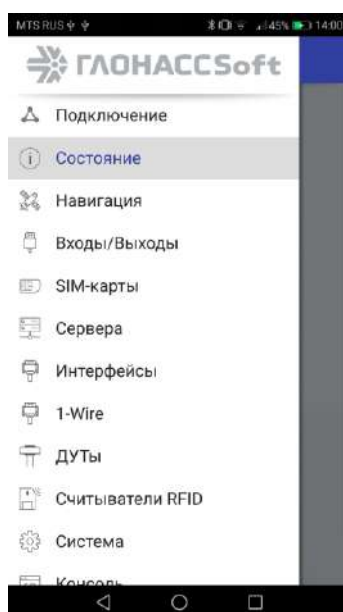 MTS RUS 45% 14:00
ГЛОНАССSoft
Подключение
Состояние
Навигация
Входы/Выходы
SIM-карты
Сервера
Интерфейсы
1-Wire
ДУТы
Считыватели RFID
Система
Консоль